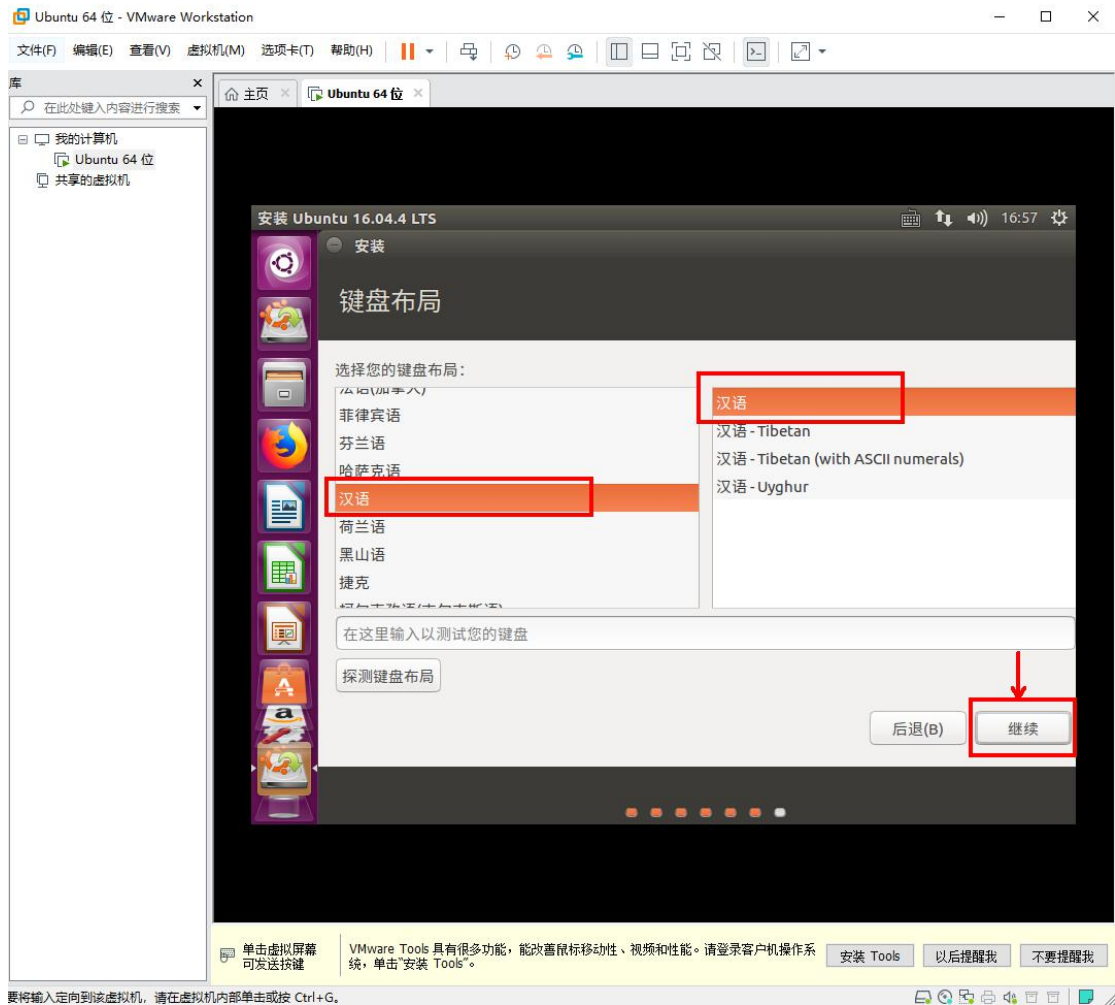 Ubuntu 64 位 - VMware Workstation
文件(F) 编辑(E) 查看(V) 虚拟机(M) 选项卡(T) 帮助(H)
库
在此处键入内容进行搜索
我的计算机
Ubuntu 64 位
共享的虚拟机
主页
Ubuntu 64 位
安装 Ubuntu 16.04.4 LTS
16:57
安装
键盘布局
选择您的键盘布局：
法语(加拿大)
菲律宾语
芬兰语
哈萨克语
汉语
荷兰语
黑山语
捷克
汉语
汉语 - Tibetan
汉语 - Tibetan (with ASCII numerals)
汉语 - Uyghur
在这里输入以测试您的键盘
探测键盘布局
后退(B)
继续
单击虚拟屏幕
可发送按键
VMware Tools 具有很多功能，能改善鼠标移动性、视频和性能。请登录客户机操作系
统，单击"安装 Tools"。
安装 Tools
以后提醒我
不要提醒我
要将输入定向到该虚拟机，请在虚拟机内部单击或按 Ctrl+G。